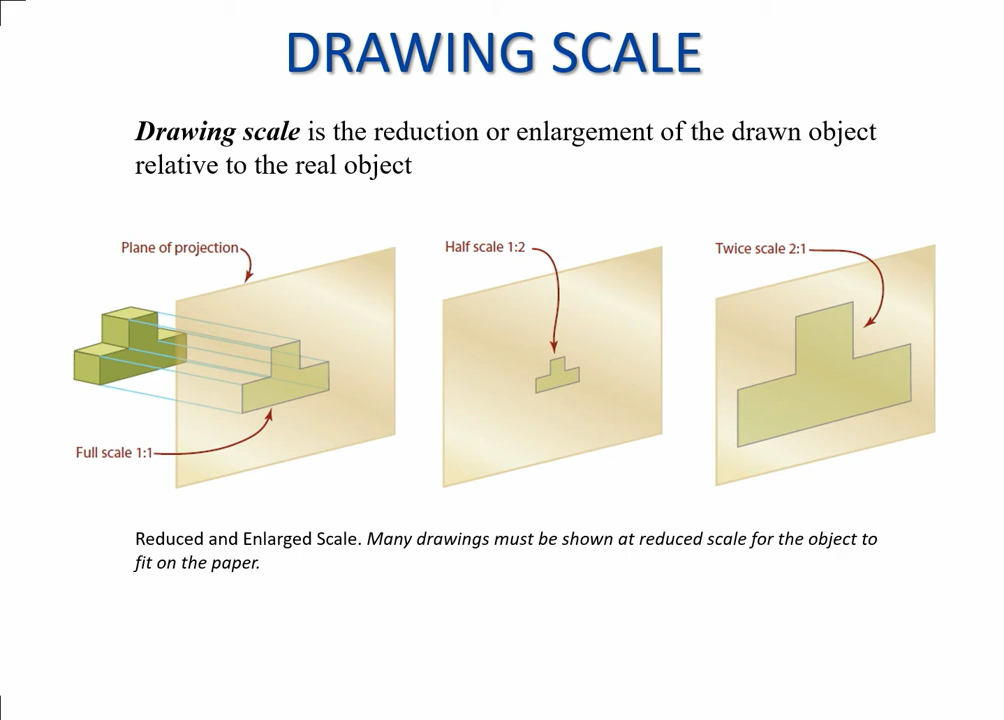 DRAWING SCALE
Drawing scale is the reduction or enlargement of the drawn object
relative to the real object
Plane of projection
Half scale 1:2
Twice scale 2:1
Full scale 1:1
Reduced and Enlarged Scale. Many drawings must be shown at reduced scale for the object to
fit on the paper.